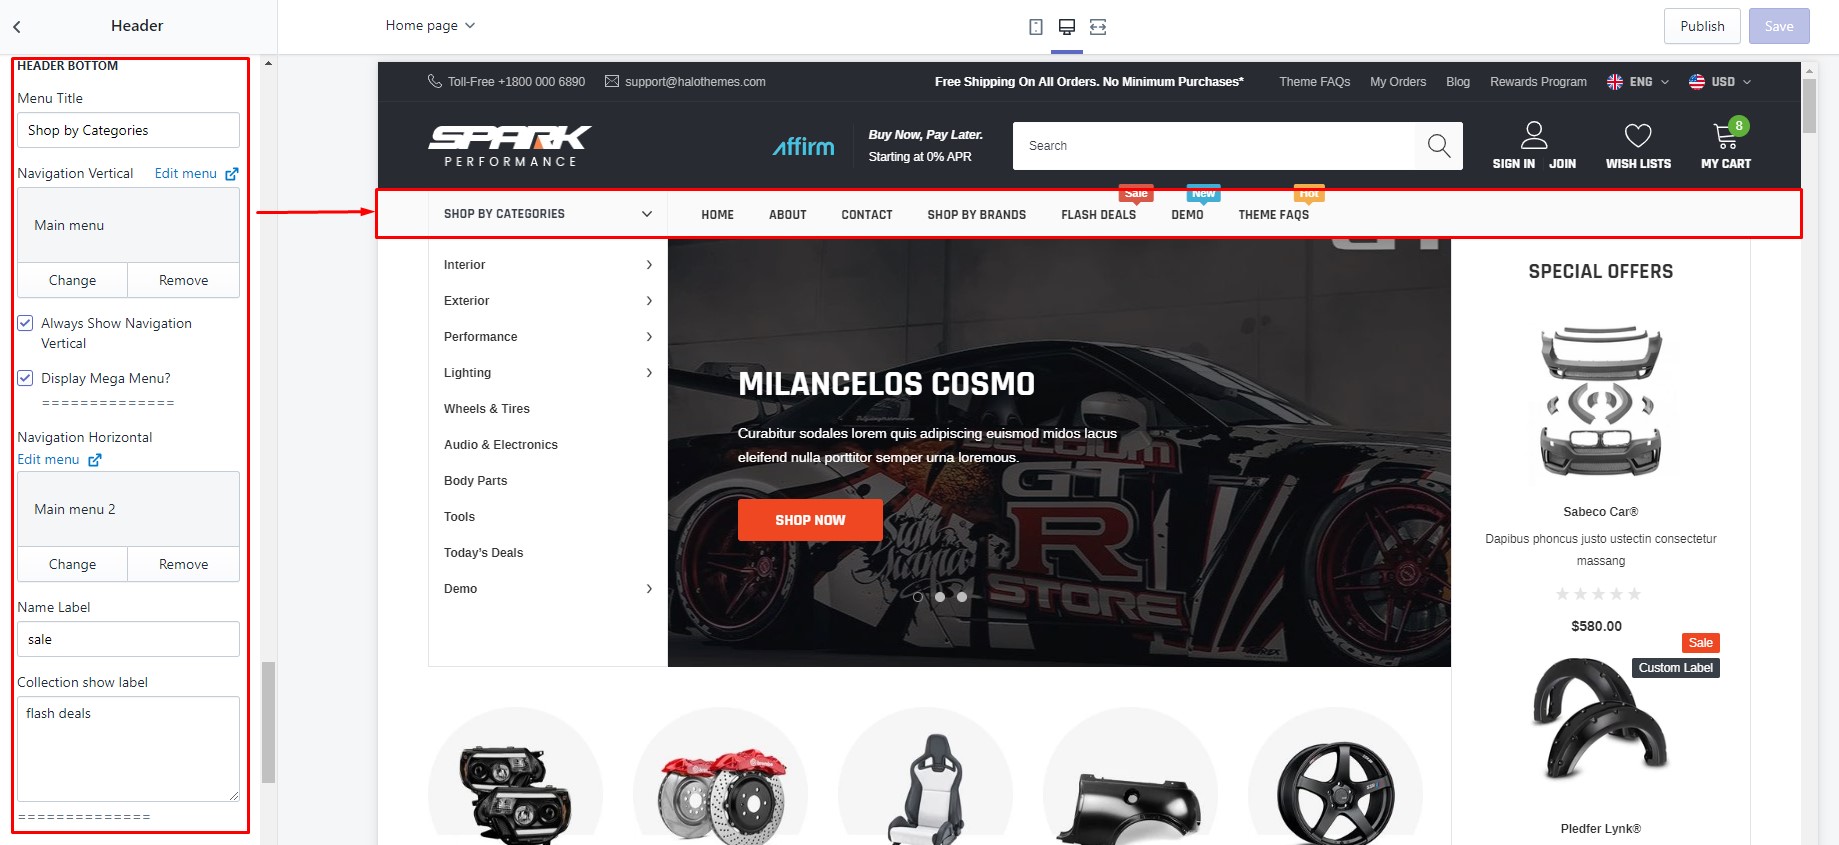 Header
Home page
Publish
Save
HEADER BOTTOM
Menu Title
Shop by Categories
Navigation Vertical Edit menu
Main menu
Change Remove
Always Show Navigation
Vertical
Display Mega Menu?
==============
Navigation Horizontal
Edit menu
Main menu 2
Change Remove
Name Label
sale
Collection show label
flash deals
==============
Toll-Free +1800 000 6890 support@halothemes.com Free Shipping On All Orders. No Minimum Purchases* Theme FAQs My Orders Blog Rewards Program ENG USD
SPARK
PERFORMANCE
affirm
Buy Now, Pay Later.
Starting at 0% APR
Search
SIGN IN JOIN
WISH LISTS
8
MY CART
Sale New Hot
SHOP BY CATEGORIES HOME ABOUT CONTACT SHOP BY BRANDS FLASH DEALS DEMO THEME FAQS
Interior
Exterior
Performance
Lighting
Wheels & Tires
Audio & Electronics
Body Parts
Tools
Today's Deals
Demo
GT
MILANCELOS COSMO
Curabitur sodales lorem quis adipiscing euismod midos lacus
eleifend nulla porttitor semper urna loremous.
SHOP NOW
BELGIUM
GT
R
STORE
Sign
Mania
SPECIAL OFFERS
Sabeco Car®
Dapibus phoncus justo ustectin consectetur
massang
$580.00
Sale
Custom Label
Pledfer Lynk®